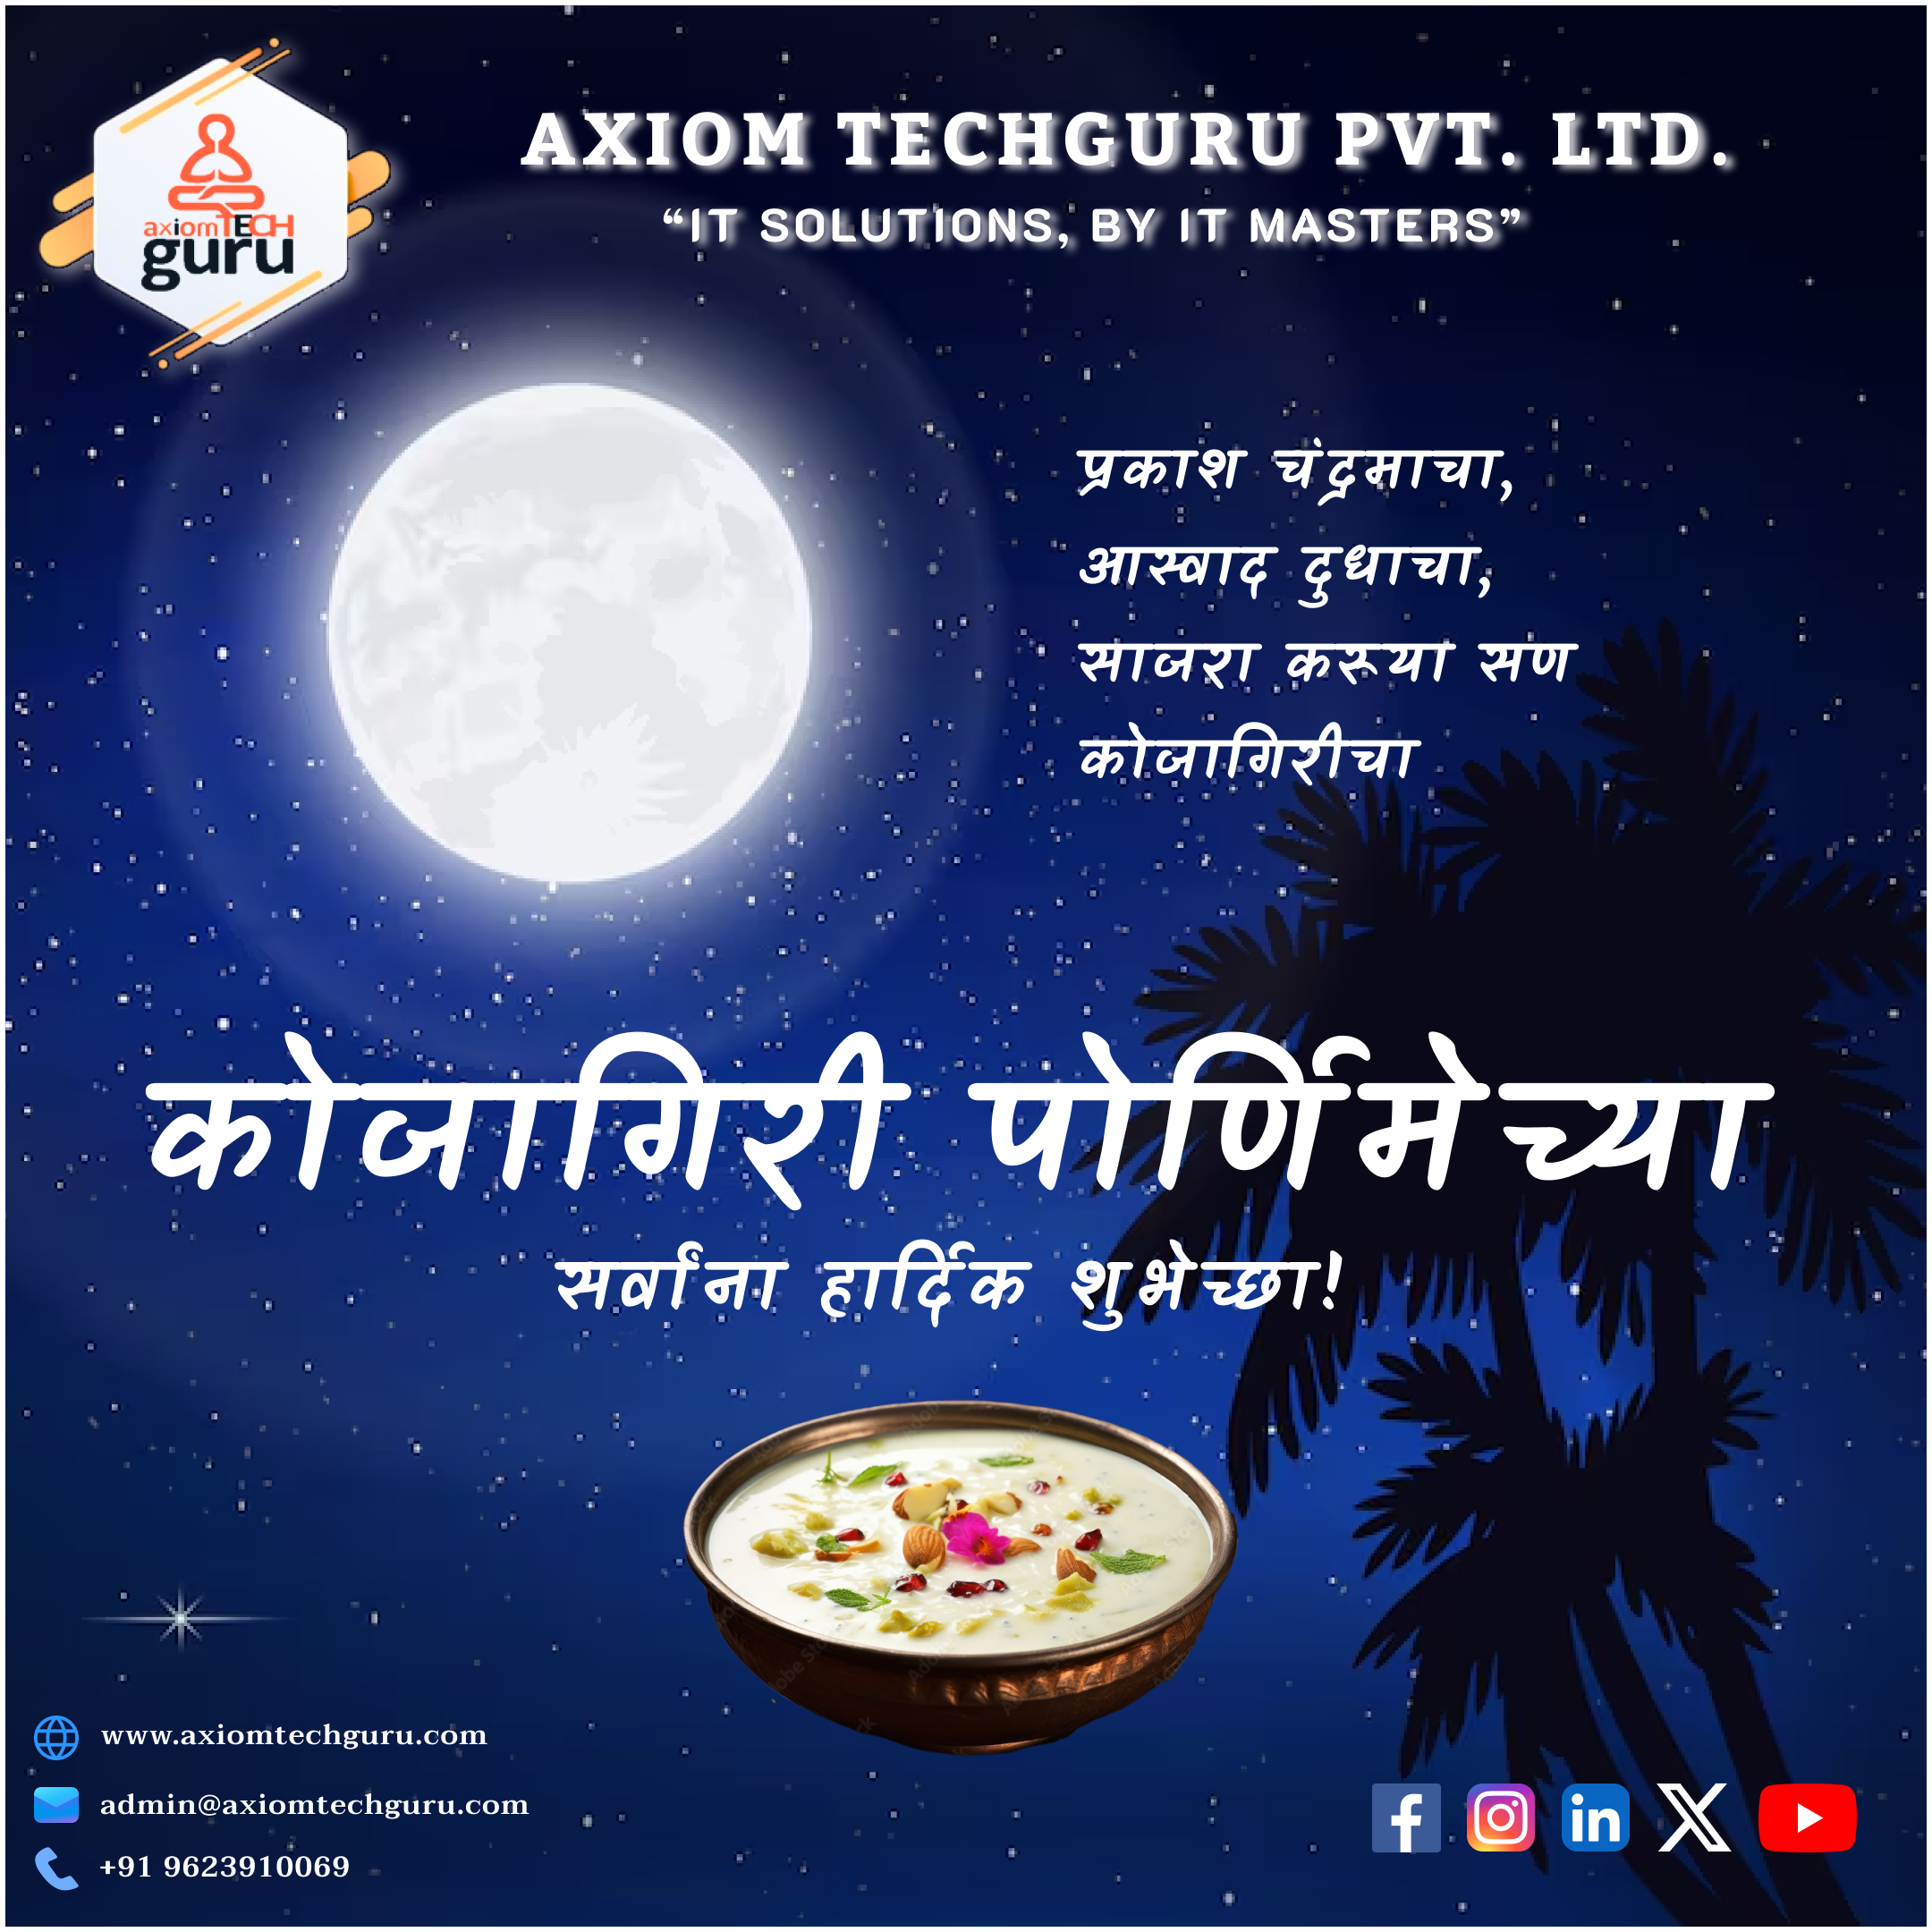 axiomTECH
guru
AXIOM TECHGURU PVT. LTD.
“IT SOLUTIONS, BY IT MASTERS”
प्रकाश चंद्रमाचा,
आस्वाद दुधाचा,
साजरा करूया सण
कोजागिरीचा
कोजागिरी पोर्णिमेच्या
सर्वांना हार्दिक शुभेच्छा!
www.axiomtechguru.com
admin@axiomtechguru.com
+91 9623910069